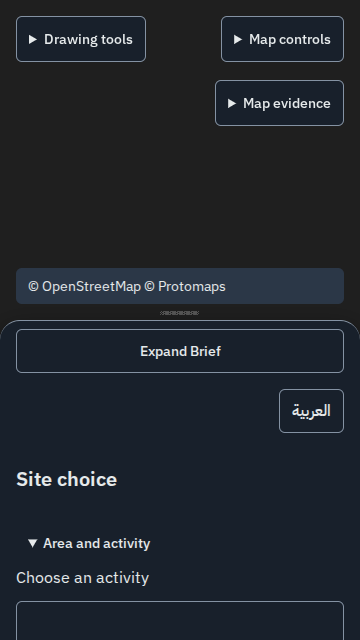 Drawing tools
Map controls
Map evidence
© OpenStreetMap © Protomaps
Expand Brief
العربية
Site choice
Area and activity
Choose an activity